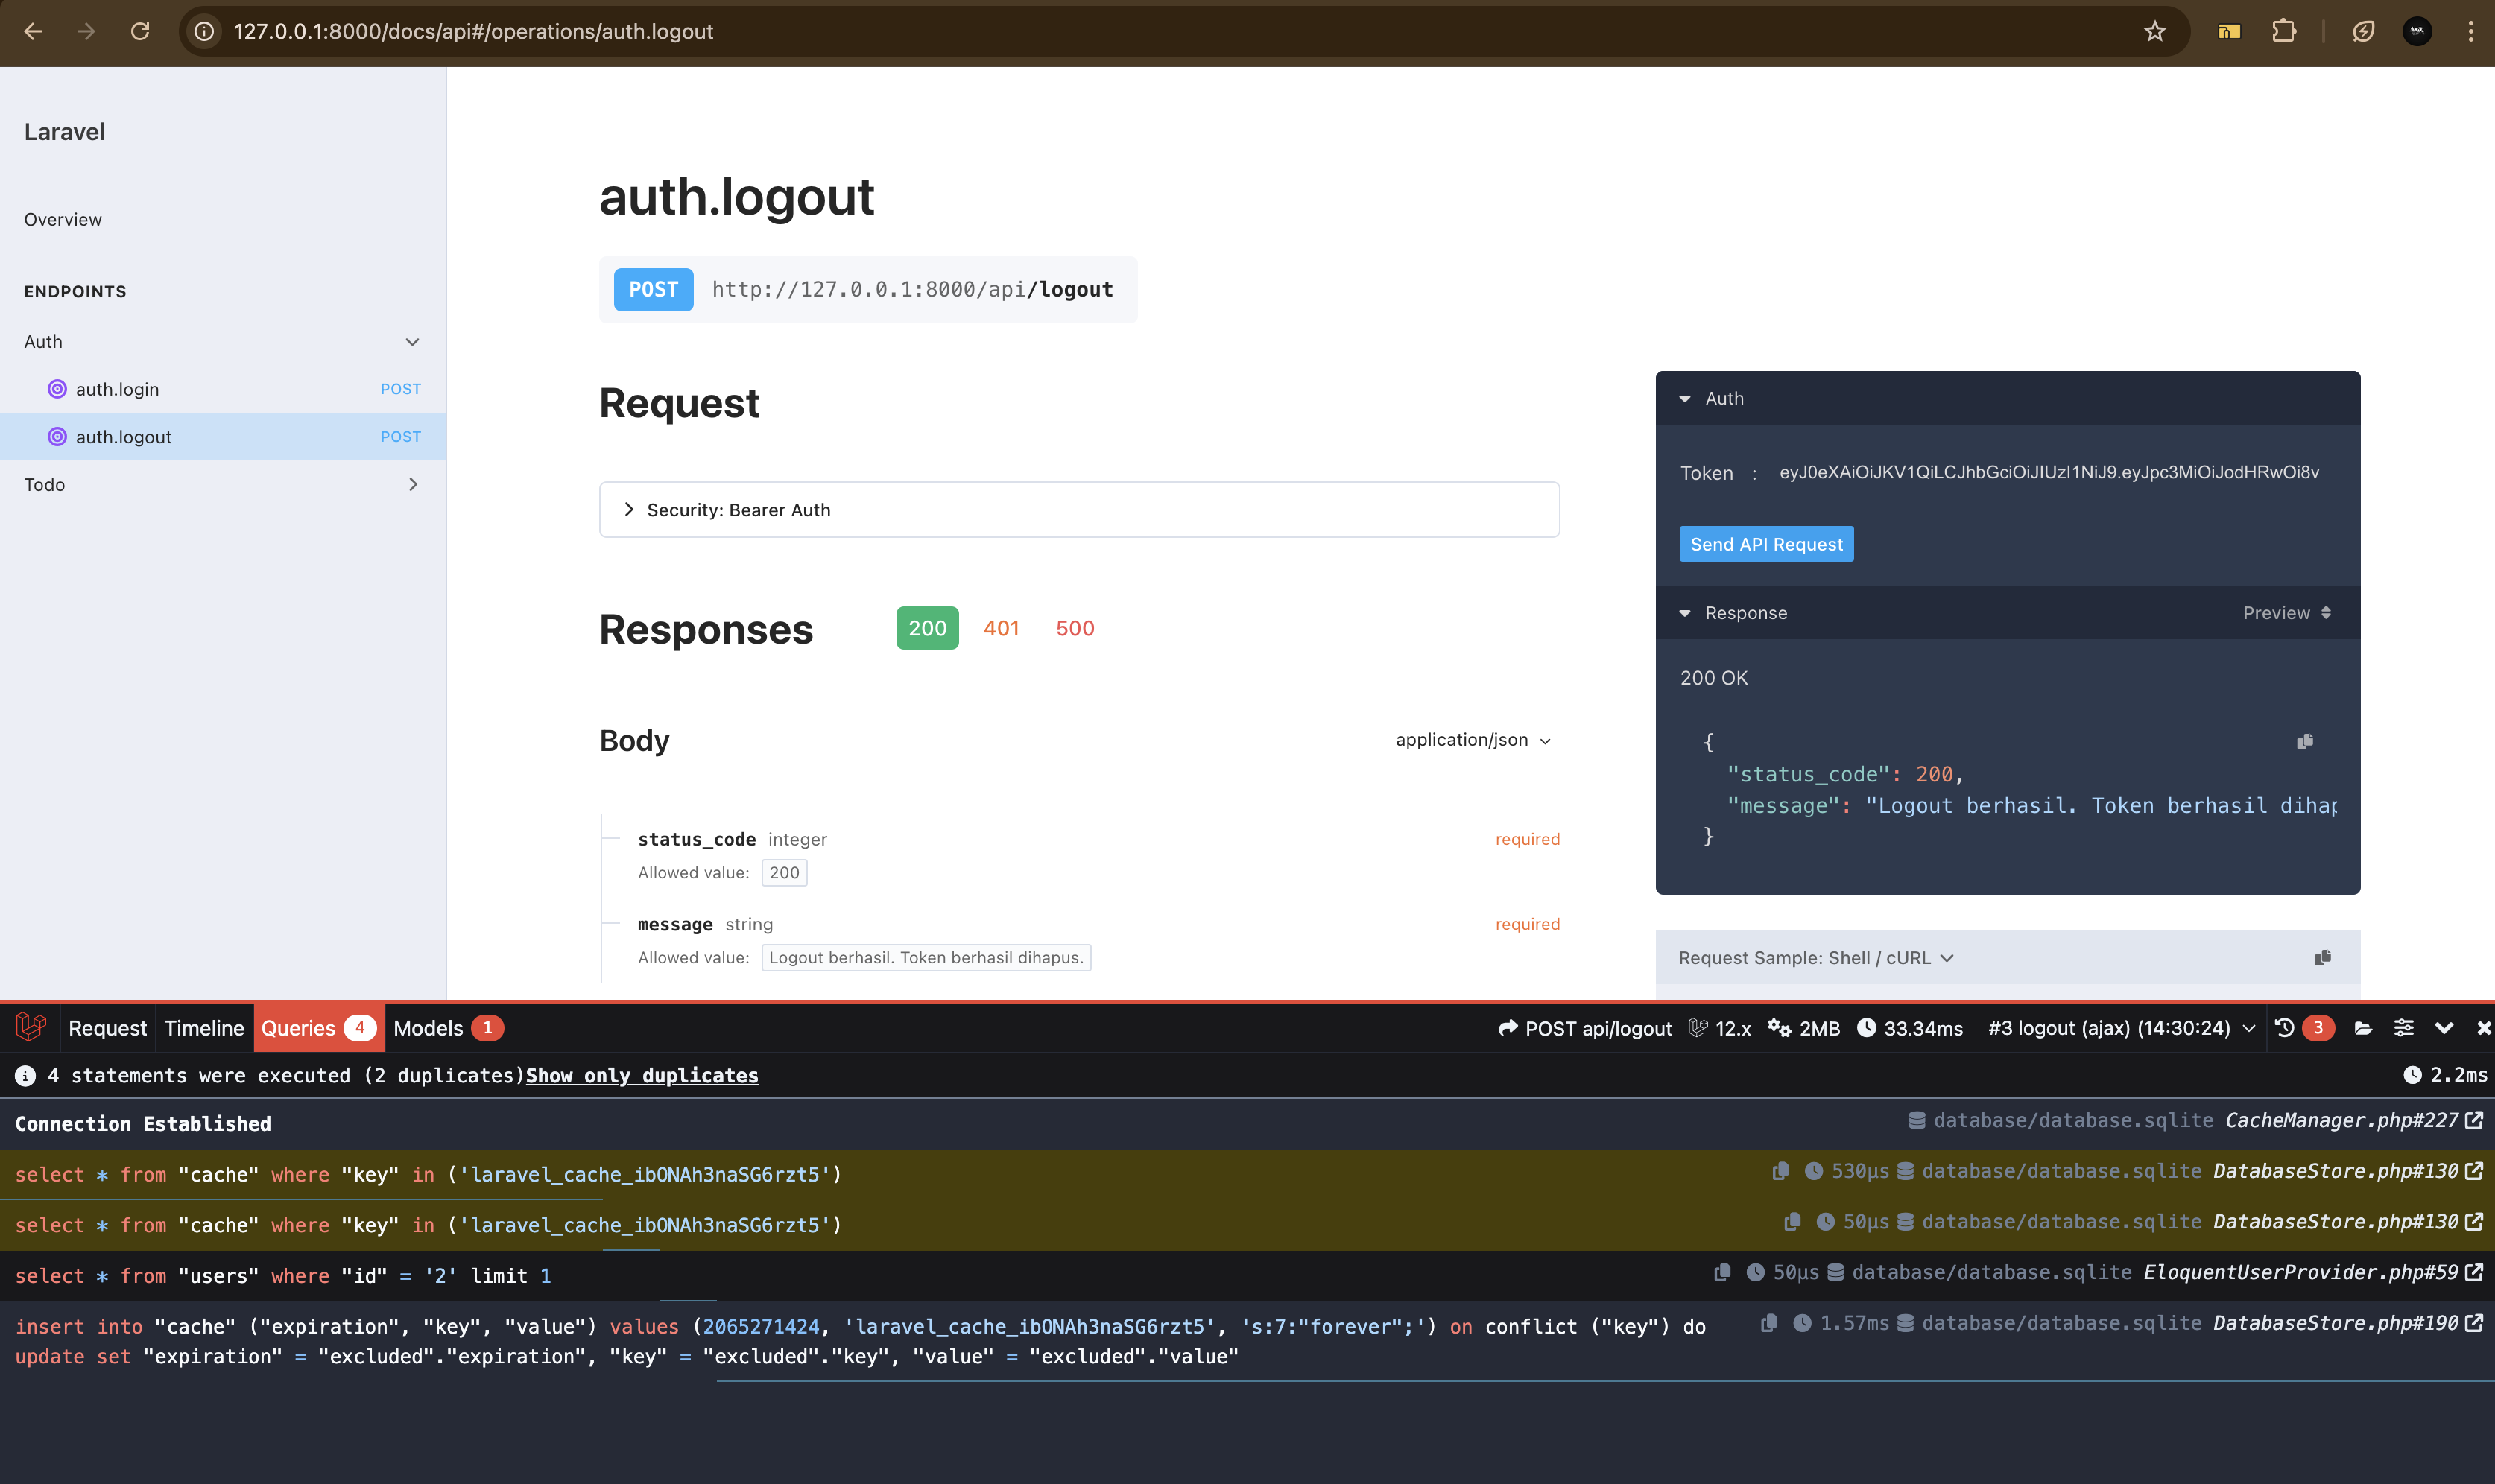 127.0.0.1:8000/docs/api#/operations/auth.logout
Laravel
Overview
ENDPOINTS
Auth
auth.login POST
auth.logout POST
Todo
auth.logout
POST http://127.0.0.1:8000/api/logout
Request
Security: Bearer Auth
Responses 200 401 500
Body application/json
status_code integer required
Allowed value: 200
message string required
Allowed value: Logout berhasil. Token berhasil dihapus.
Auth
Token : eyJ0eXAiOiJKV1QiLCJhbGciOiJIUzI1NiJ9.eyJpc3MiOiJodHRwOi8v
Send API Request
Response Preview
200 OK
{
"status_code": 200,
"message": "Logout berhasil. Token berhasil dihap
}
Request Sample: Shell / cURL
Request Timeline Queries 4 Models 1 POST api/logout 12.x 2MB 33.34ms #3 logout (ajax) (14:30:24) 3
4 statements were executed (2 duplicates)Show only duplicates 2.2ms
Connection Established database/database.sqlite CacheManager.php#227
select * from "cache" where "key" in ('laravel_cache_ibONAh3naSG6rzt5') 530μs database/database.sqlite DatabaseStore.php#130
select * from "cache" where "key" in ('laravel_cache_ibONAh3naSG6rzt5') 50μs database/database.sqlite DatabaseStore.php#130
select * from "users" where "id" = '2' limit 1 50μs database/database.sqlite EloquentUserProvider.php#59
insert into "cache" ("expiration", "key", "value") values (2065271424, 'laravel_cache_ibONAh3naSG6rzt5', 's:7:"forever";') on conflict ("key") do 1.57ms database/database.sqlite DatabaseStore.php#190
update set "expiration" = "excluded"."expiration", "key" = "excluded"."key", "value" = "excluded"."value"